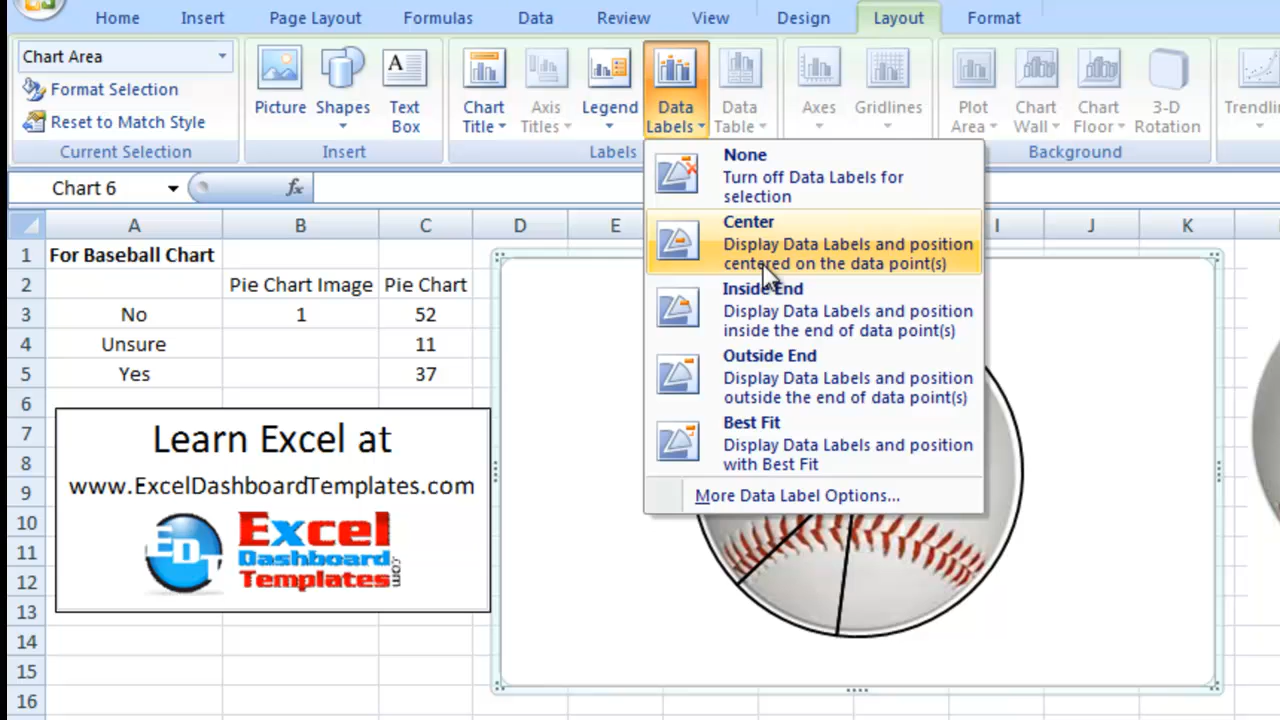 Home Insert Page Layout Formulas Data Review View Design Layout Format
Chart Area
Format Selection
Reset to Match Style
Current Selection
Picture Shapes Text Box
Insert
Chart Title Axis Titles Legend Data Labels Data Table
Labels
Axes Gridlines
Plot Area Chart Wall Chart Floor 3-D Rotation
Background
Trendlin
Chart 6 fx
None
Turn off Data Labels for
selection
Center
Display Data Labels and position
centered on the data point(s)
Inside End
Display Data Labels and position
inside the end of data point(s)
Outside End
Display Data Labels and position
outside the end of data point(s)
Best Fit
Display Data Labels and position
with Best Fit
More Data Label Options...
A B C D E I J K
1 For Baseball Chart
2 Pie Chart Image Pie Chart
3 No 1 52
4 Unsure 11
5 Yes 37
6
7
8
9
10
11
12
13
14
15
16
Learn Excel at
www.ExcelDashboardTemplates.com
EDT
Excel
Dashboard
Templates.com